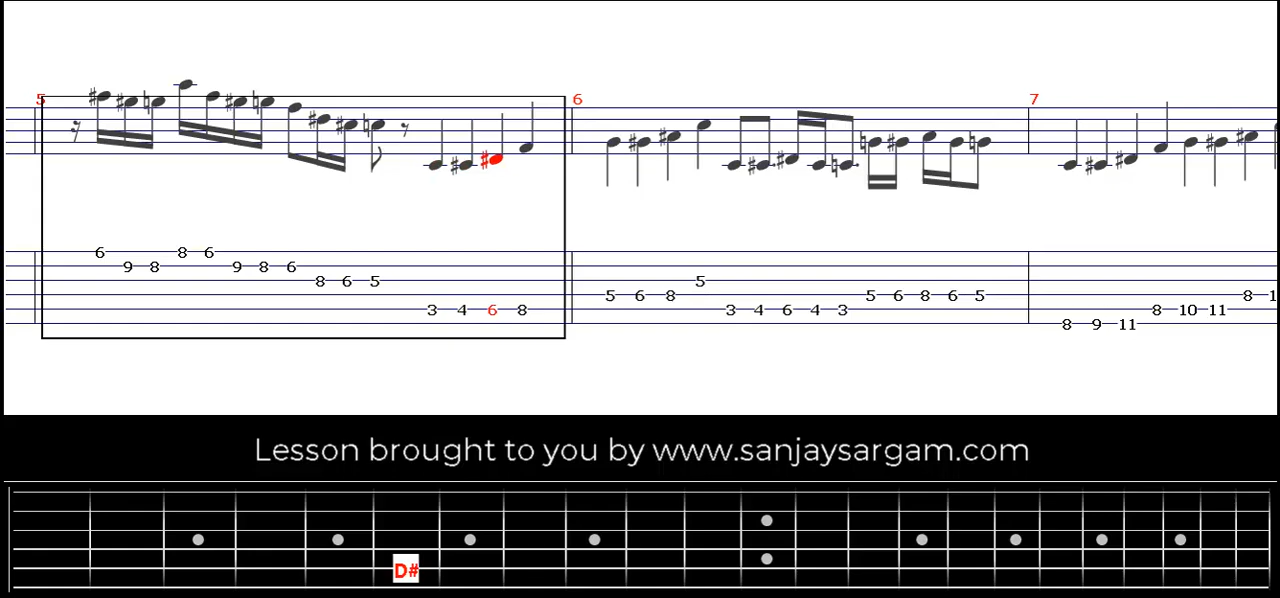 5 6 7
6 8 6
9 8 9 8 6
8 6 5 5
5 6 8 5 6 8 6 5 8 1
3 4 6 8 3 4 6 4 3 8 10 11
8 9 11
Lesson brought to you by www.sanjaysargam.com
D#